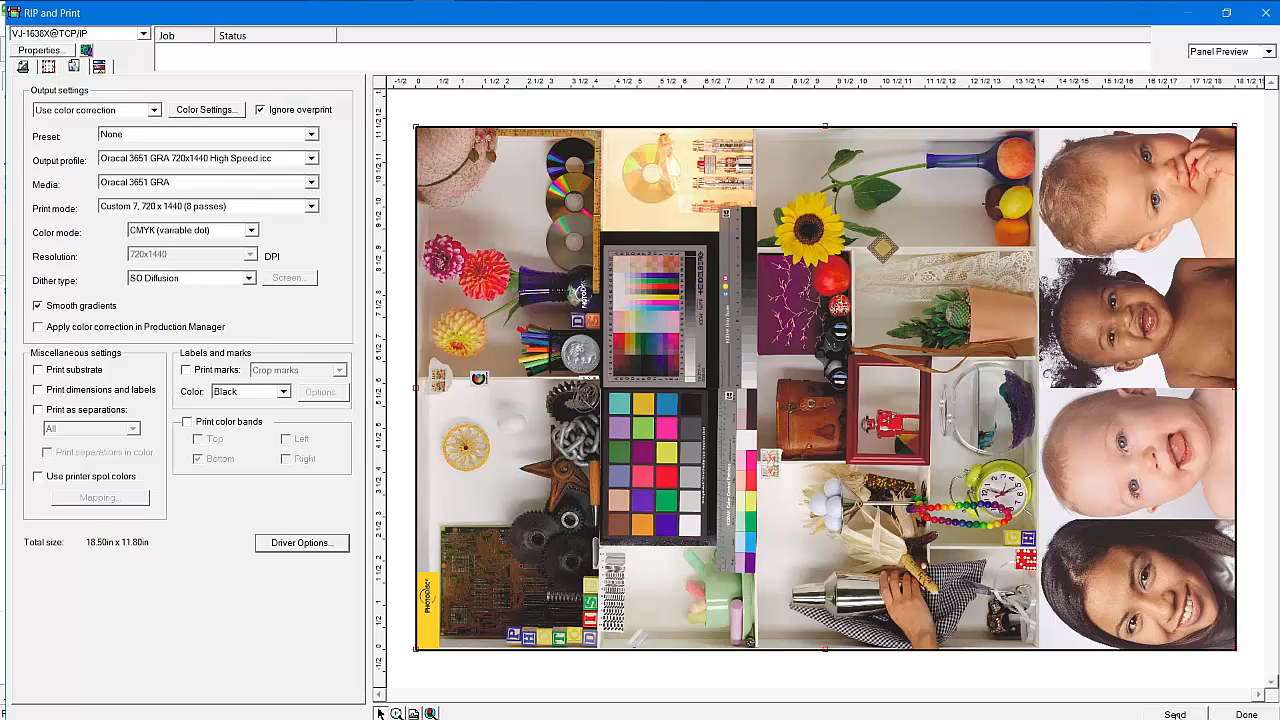 RIP and Print
VJ-1638X@TCP/IP
Job Status
Properties...
Panel Preview
Output settings
Use color correction Color Settings... Ignore overprint
Preset: None
Output profile: Oracal 3651 GRA 720x1440 High Speed icc
Media: Oracal 3651 GRA
Print mode: Custom 7, 720 x 1440 (8 passes)
Color mode: CMYK (variable dot)
Resolution: 720x1440 DPI
Dither type: SO Diffusion Screen...
Smooth gradients
Apply color correction in Production Manager
Miscellaneous settings
Print substrate
Print dimensions and labels
Print as separations:
All
Print seperations in color
Use printer spot colors
Mapping...
Labels and marks
Print marks: Crop marks
Color: Black Options
Print color bands
Top Left
Bottom Right
Total size: 18.50in x 11.80in
Driver Options...
Send Done